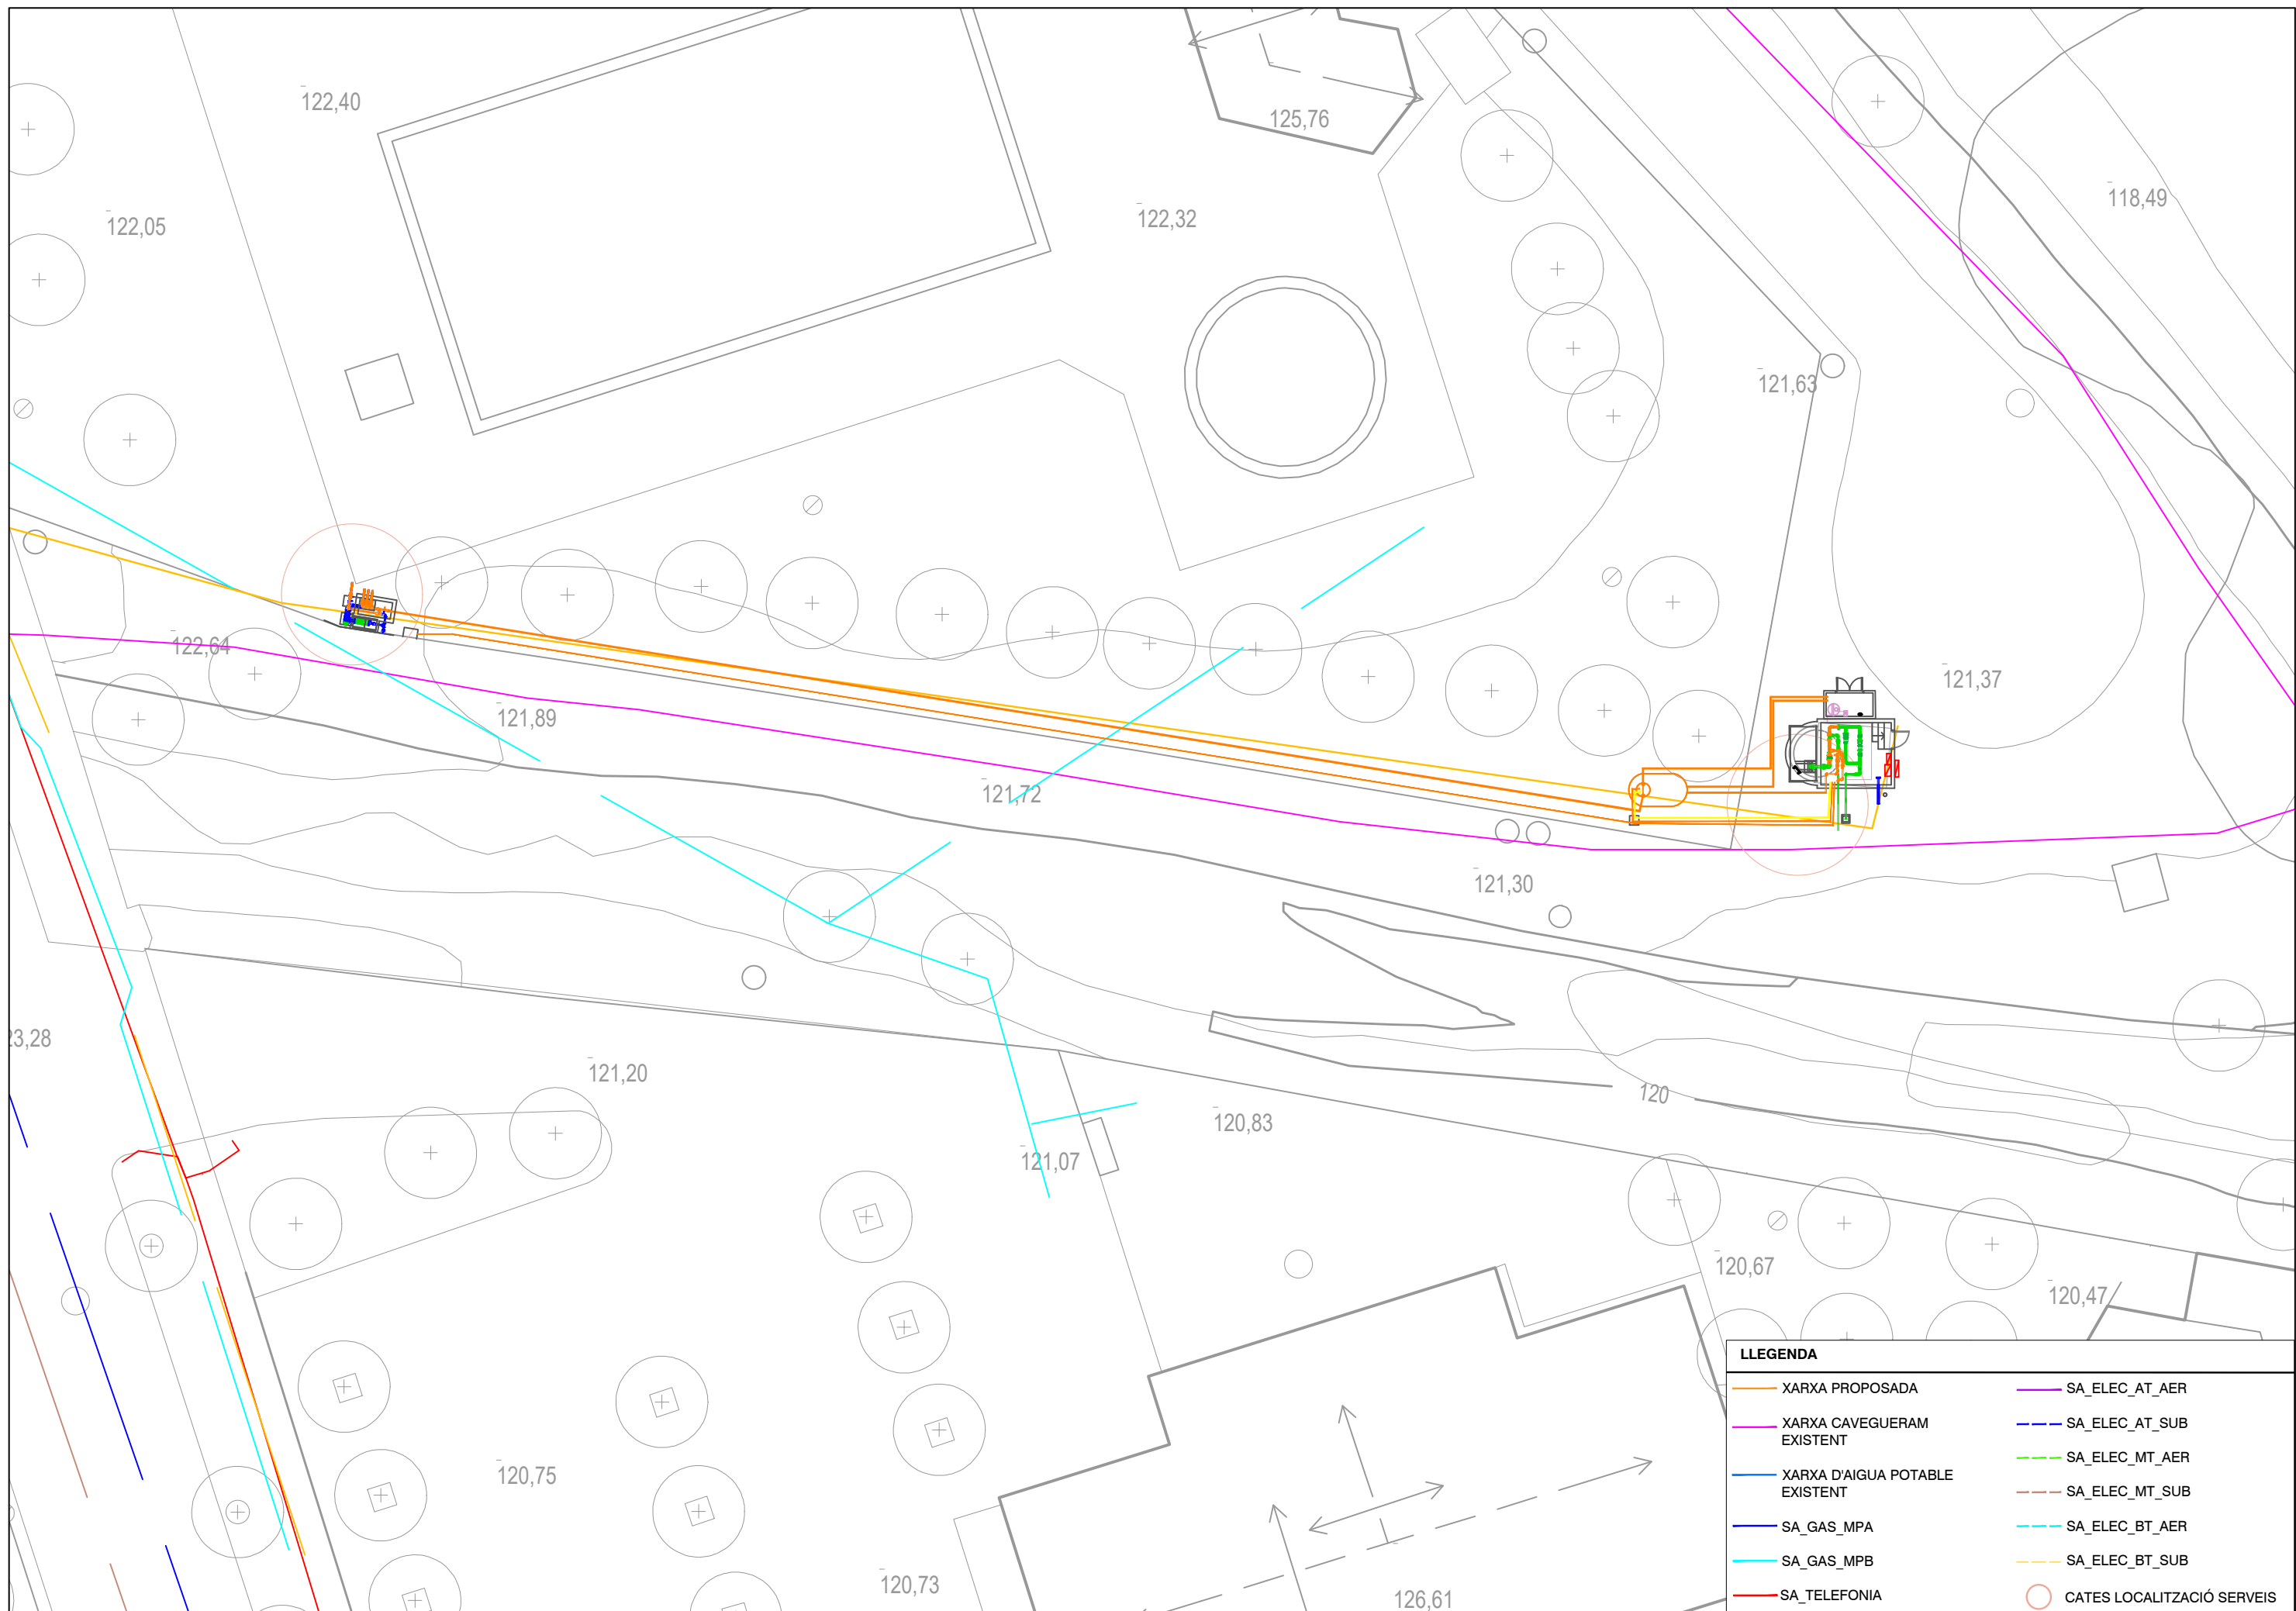 122,40
125,76
118,49
122,32
122,05
121,63
122,64
121,37
121,89
121,72
121,30
23,28
121,20
120
120,83
121,07
120,67
120,47
120,75
120,73
126,61
LLEGENDA
XARXA PROPOSADA
XARXA CAVEGUERAM
EXISTENT
XARXA D'AIGUA POTABLE
EXISTENT
SA_GAS_MPA
SA_GAS_MPB
SA_TELEFONIA
SA_ELEC_AT_AER
SA_ELEC_AT_SUB
SA_ELEC_MT_AER
SA_ELEC_MT_SUB
SA_ELEC_BT_AER
SA_ELEC_BT_SUB
CATES LOCALITZACIÓ SERVEIS